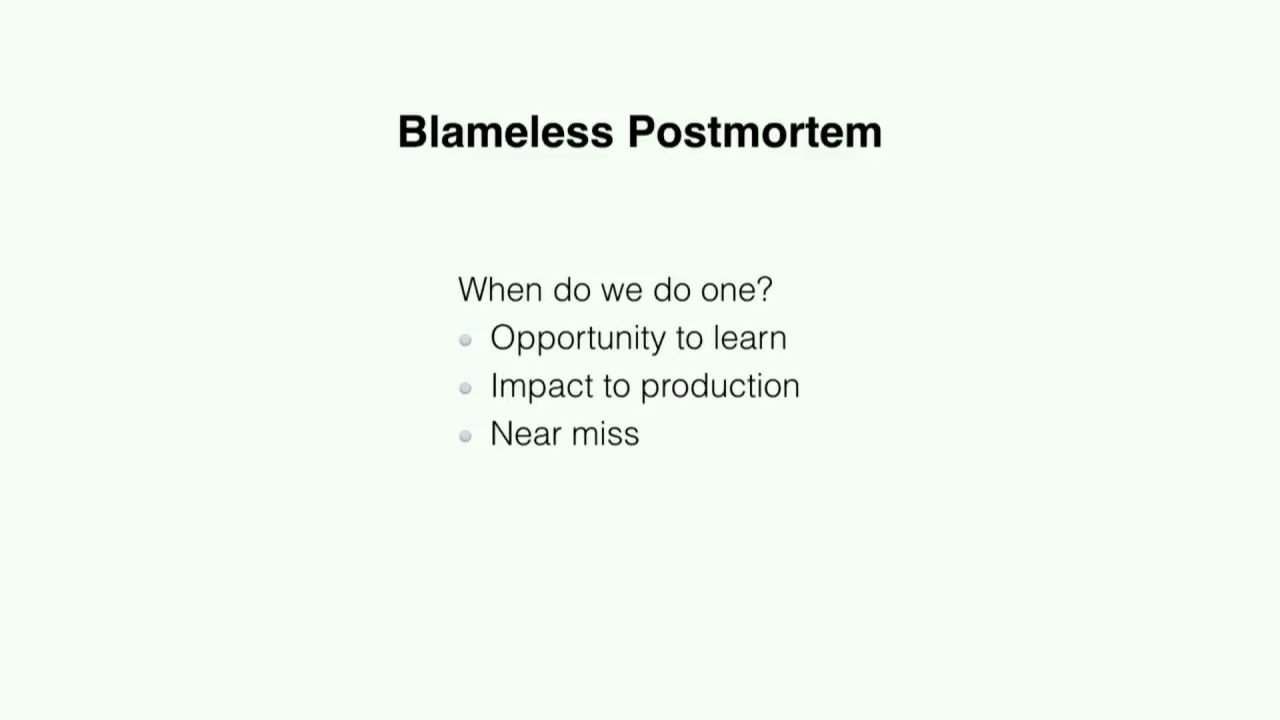 Blameless Postmortem
When do we do one?
Opportunity to learn
Impact to production
Near miss